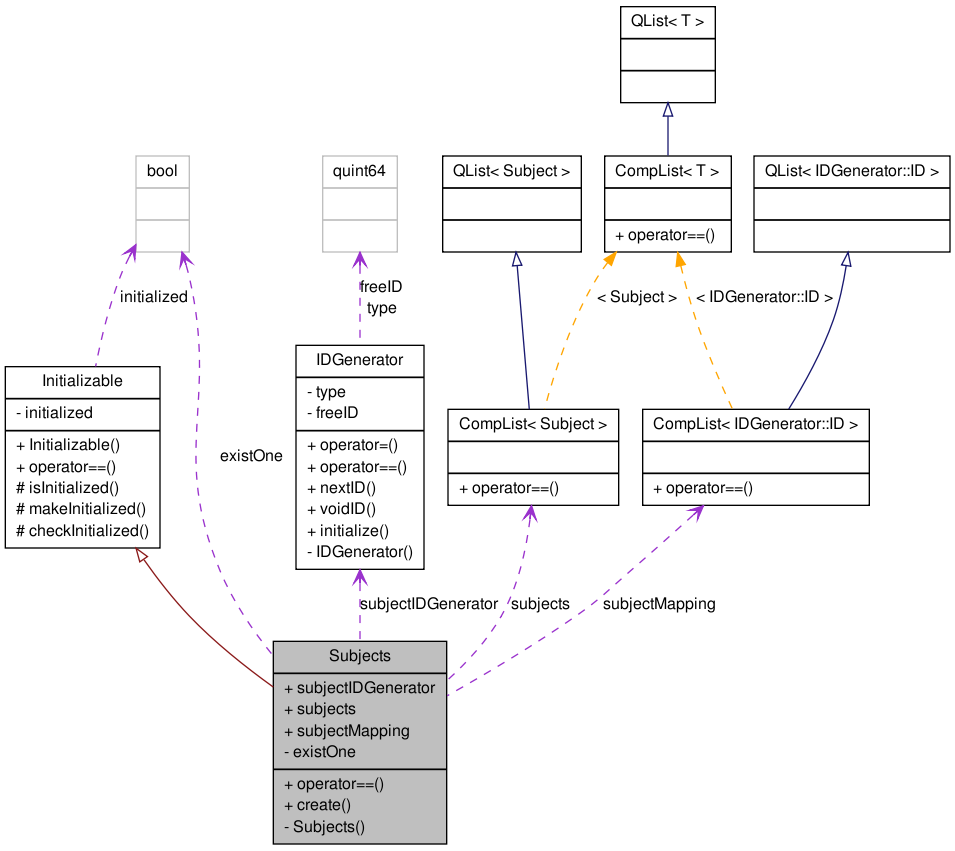 QList< T >
bool
quint64
QList< Subject >
CompList< T >
+ operator==()
QList< IDGenerator::ID >
initialized
freeID
type
< Subject >
< IDGenerator::ID >
Initializable
- initialized
+ Initializable()
+ operator==()
# isInitialized()
# makeInitialized()
# checkInitialized()
existOne
IDGenerator
- type
- freeID
+ operator=()
+ operator==()
+ nextID()
+ voidID()
+ initialize()
- IDGenerator()
CompList< Subject >
+ operator==()
CompList< IDGenerator::ID >
+ operator==()
subjectIDGenerator
subjects
subjectMapping
Subjects
+ subjectIDGenerator
+ subjects
+ subjectMapping
- existOne
+ operator==()
+ create()
- Subjects()